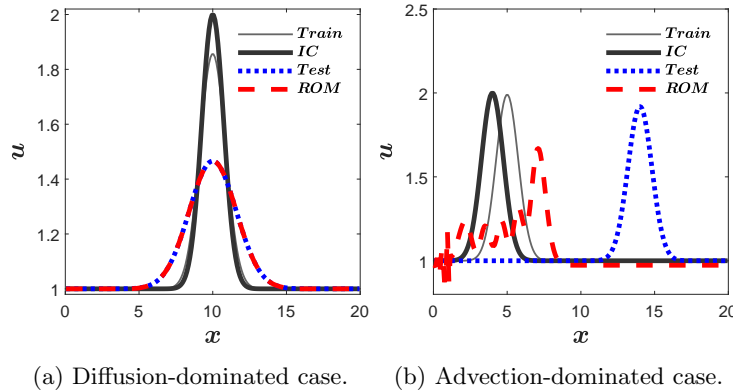 Train
IC
Test
ROM
2
1.8
1.6
1.4
1.2
1
u
0 5 10 15 20
x
(a) Diffusion-dominated case.
Train
IC
Test
ROM
2.5
2
1.5
1
0.8
u
0 5 10 15 20
x
(b) Advection-dominated case.